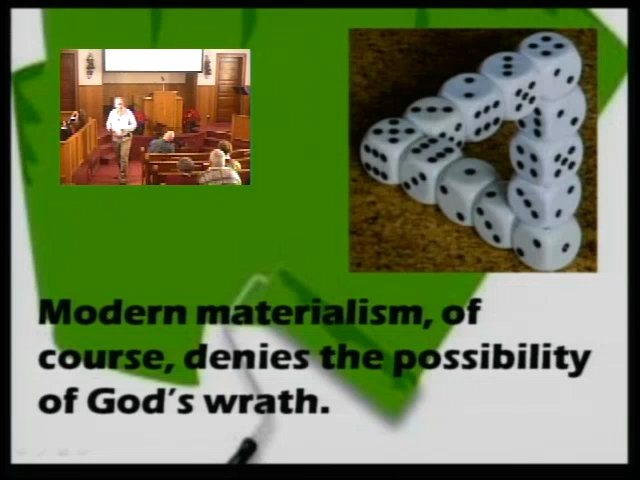 Modern materialism, of
course, denies the possibility
of God's wrath.